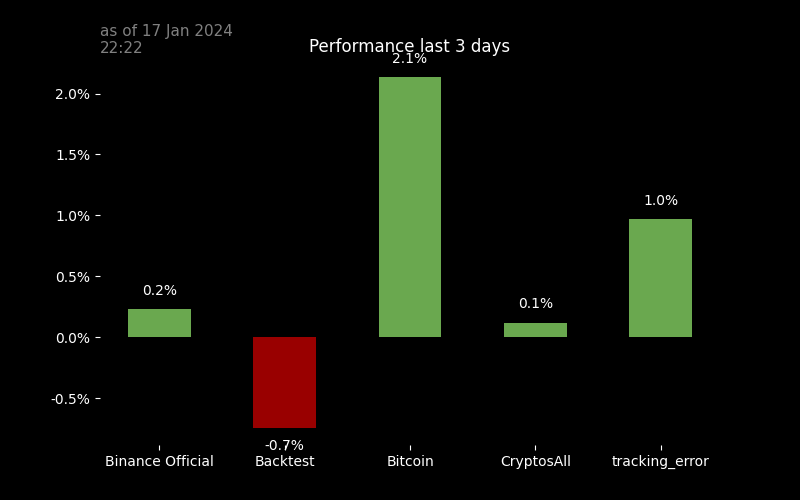 as of 17 Jan 2024
22:22
Performance last 3 days
2.1%
2.0%
1.5%
1.0%
1.0%
0.5%
0.2%
0.1%
0.0%
-0.5%
-0.7%
Binance Official
Backtest
Bitcoin
CryptosAll
tracking_error